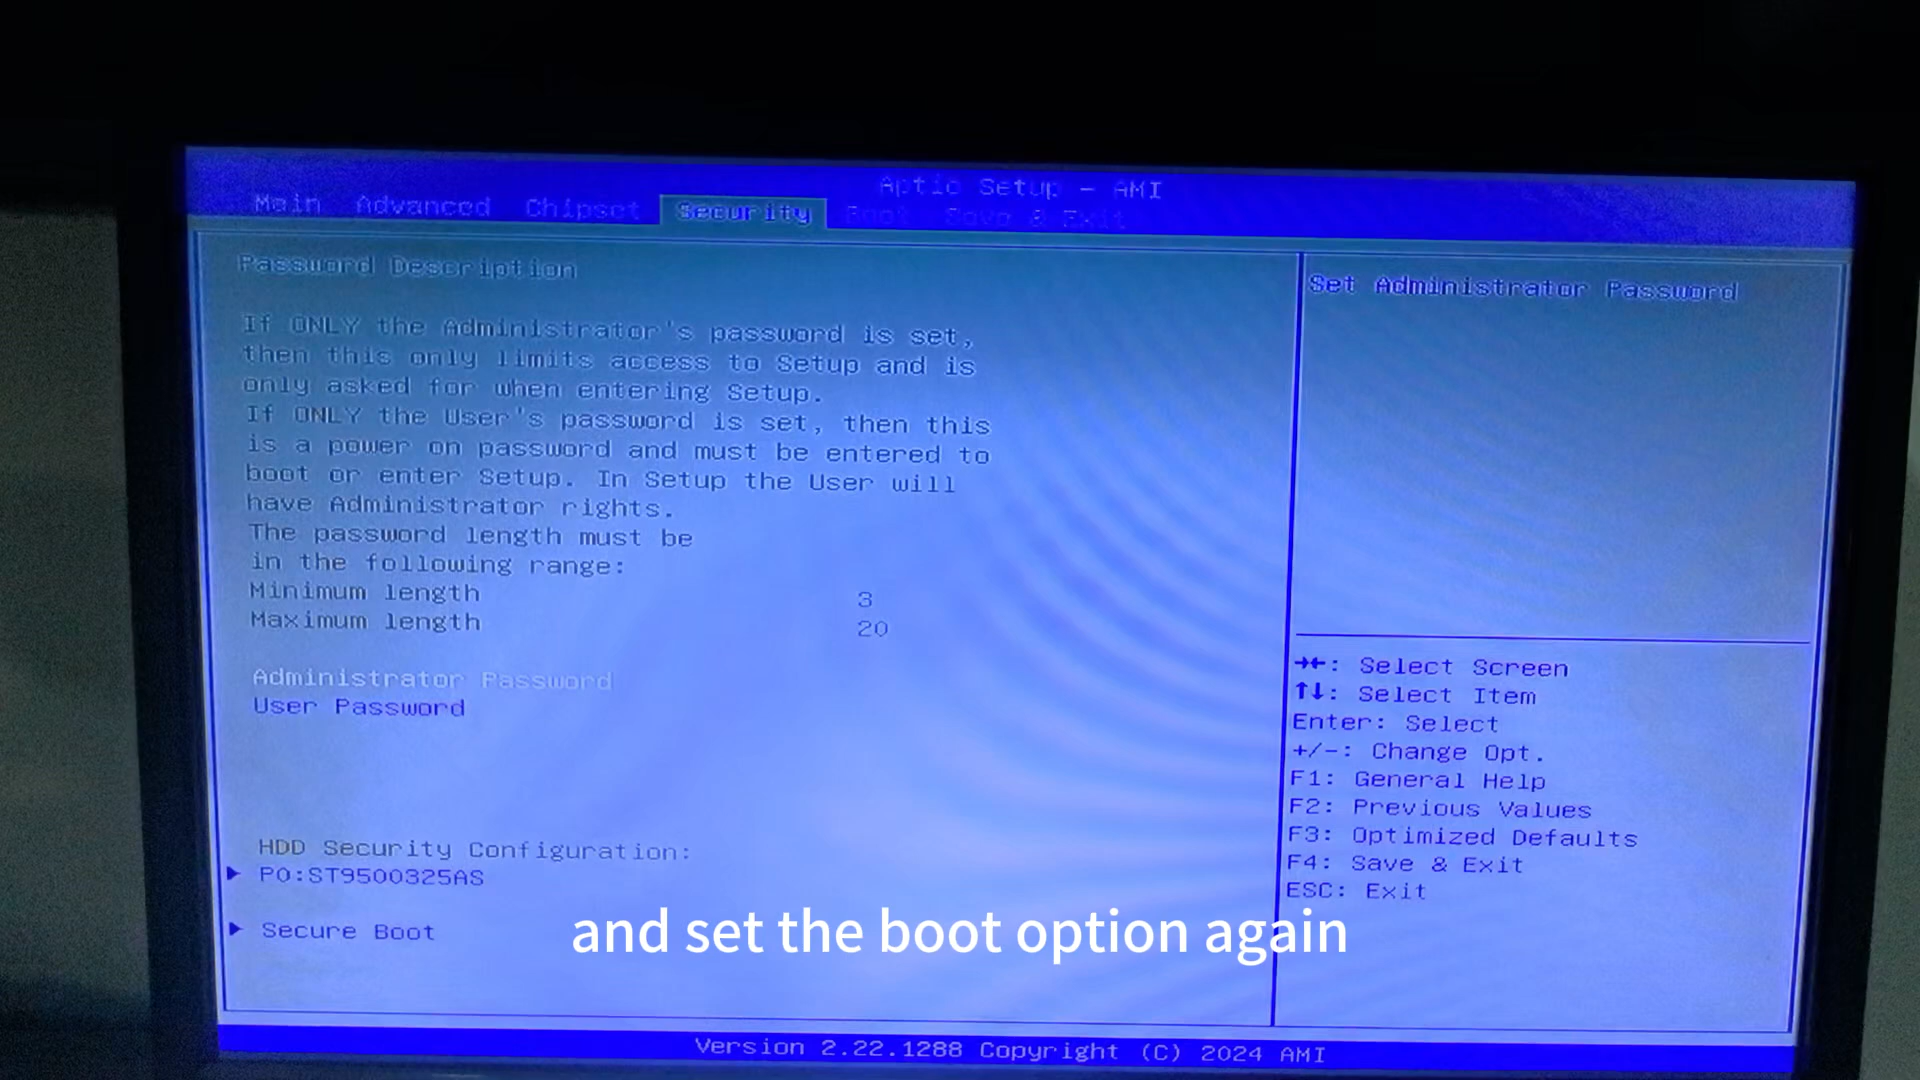 Aptio Setup - AMI
Main Advanced Chipset Security Boot Save & Exit
Password Description
If ONLY the Administrator's password is set,
then this only limits access to Setup and is
only asked for when entering Setup.
If ONLY the User's password is set, then this
is a power on password and must be entered to
boot or enter Setup. In Setup the User will
have Administrator rights.
The password length must be
in the following range:
Minimum length 3
Maximum length 20
Administrator Password
User Password
HDD Security Configuration:
P0:ST9500325AS
Secure Boot
Set Administrator Password
→←: Select Screen
↑↓: Select Item
Enter: Select
+/-: Change Opt.
F1: General Help
F2: Previous Values
F3: Optimized Defaults
F4: Save & Exit
ESC: Exit
and set the boot option again
Version 2.22.1288 Copyright (C) 2024 AMI